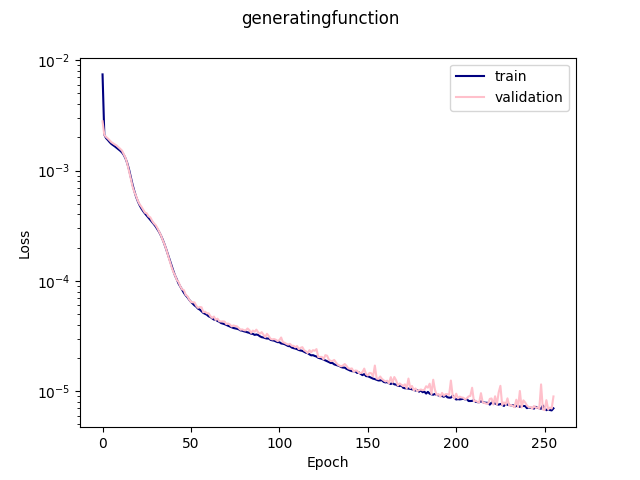 generatingfunction
train
validation
10⁻²
10⁻³
10⁻⁴
10⁻⁵
Loss
0 50 100 150 200 250
Epoch